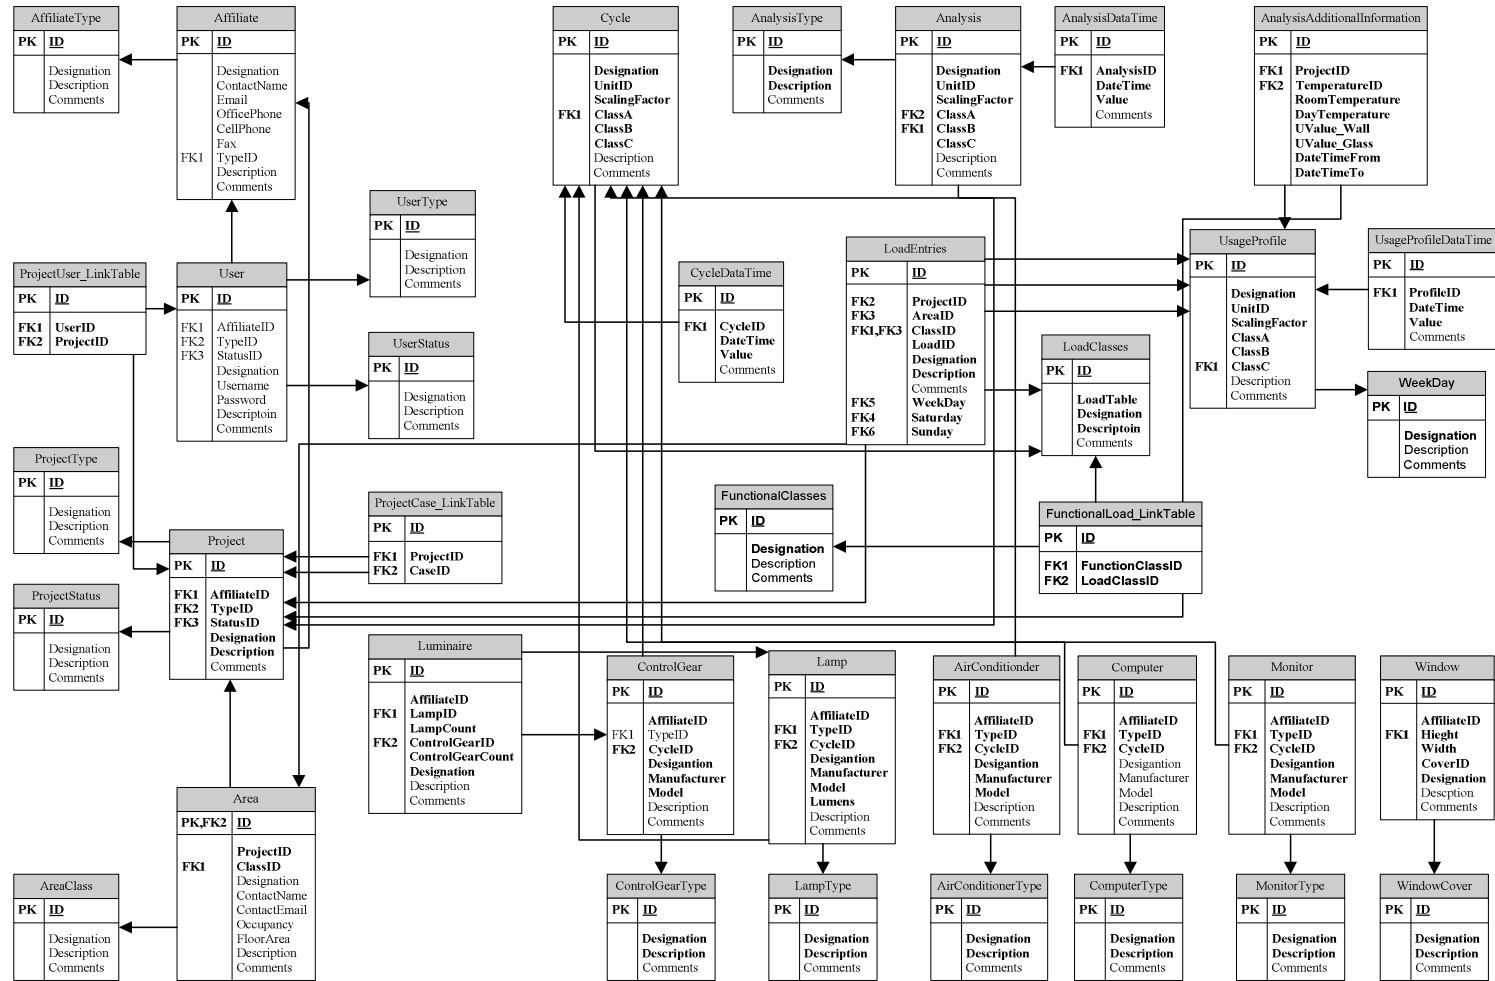 AffiliateType
PK ID
Designation
Description
Comments
Affiliate
PK ID
Designation
ContactName
Email
OfficePhone
CellPhone
Fax
FK1 TypeID
Description
Comments
Cycle
PK ID
Designation
UnitID
ScalingFactor
FK1 ClassA
ClassB
ClassC
Description
Comments
AnalysisType
PK ID
Designation
Description
Comments
Analysis
PK ID
Designation
UnitID
ScalingFactor
FK2 ClassA
FK1 ClassB
ClassC
Description
Comments
AnalysisDataTime
PK ID
FK1 AnalysisID
DateTime
Value
Comments
AnalysisAdditionalInformation
PK ID
FK1 ProjectID
FK2 TemperatureID
RoomTemperature
DayTemperature
UValue_Wall
UValue_Glass
DateTimeFrom
DateTimeTo
UserType
PK ID
Designation
Description
Comments
ProjectUser_LinkTable
PK ID
FK1 UserID
FK2 ProjectID
User
PK ID
FK1 AffiliateID
FK2 TypeID
FK3 StatusID
Designation
Username
Password
Descriptoin
Comments
UserStatus
PK ID
Designation
Description
Comments
CycleDataTime
PK ID
FK1 CycleID
DateTime
Value
Comments
LoadEntries
PK ID
FK2 ProjectID
FK3 AreaID
FK1,FK3 ClassID
LoadID
Designation
Description
Comments
FK5 WeekDay
FK4 Saturday
FK6 Sunday
LoadClasses
PK ID
LoadTable
Designation
Descriptoin
Comments
UsageProfile
PK ID
Designation
UnitID
ScalingFactor
ClassA
ClassB
FK1 ClassC
Description
Comments
UsageProfileDataTime
PK ID
FK1 ProfileID
DateTime
Value
Comments
WeekDay
PK ID
Designation
Description
Comments
ProjectType
PK ID
Designation
Description
Comments
ProjectCase_LinkTable
PK ID
FK1 ProjectID
FK2 CaseID
FunctionalClasses
PK ID
Designation
Description
Comments
FunctionalLoad_LinkTable
PK ID
FK1 FunctionClassID
FK2 LoadClassID
Project
PK ID
FK1 AffiliateID
FK2 TypeID
FK3 StatusID
Designation
Description
Comments
ProjectStatus
PK ID
Designation
Description
Comments
Luminaire
PK ID
AffiliateID
FK1 LampID
LampCount
FK2 ControlGearID
ControlGearCount
Designation
Description
Comments
ControlGear
PK ID
AffiliateID
FK1 TypeID
FK2 CycleID
Desigantion
Manufacturer
Model
Description
Comments
Lamp
PK ID
AffiliateID
FK1 TypeID
FK2 CycleID
Desigantion
Manufacturer
Model
Lumens
Description
Comments
AirConditionder
PK ID
AffiliateID
FK1 TypeID
FK2 CycleID
Desigantion
Manufacturer
Model
Description
Comments
Computer
PK ID
AffiliateID
FK1 TypeID
FK2 CycleID
Desigantion
Manufacturer
Model
Description
Comments
Monitor
PK ID
AffiliateID
FK1 TypeID
FK2 CycleID
Desigantion
Manufacturer
Model
Description
Comments
Window
PK ID
AffiliateID
FK1 Hieght
Width
CoverID
Designation
Descption
Comments
Area
PK,FK2 ID
ProjectID
FK1 ClassID
Designation
ContactName
ContactEmail
Occupancy
FloorArea
Description
Comments
AreaClass
PK ID
Designation
Description
Comments
ControlGearType
PK ID
Designation
Description
Comments
LampType
PK ID
Designation
Description
Comments
AirConditionerType
PK ID
Designation
Description
Comments
ComputerType
PK ID
Designation
Description
Comments
MonitorType
PK ID
Designation
Description
Comments
WindowCover
PK ID
Designation
Description
Comments